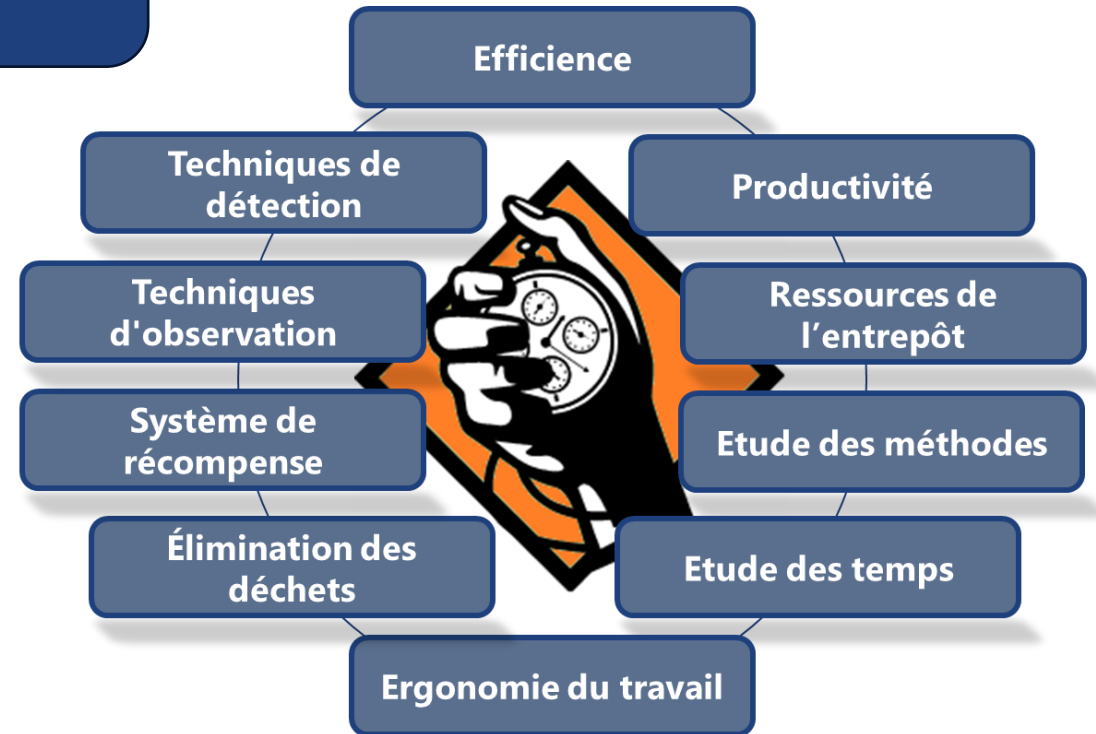 Efficience
Techniques de
détection
Productivité
Techniques
d'observation
Ressources de
l’entrepôt
Système de
récompense
Etude des méthodes
Élimination des
déchets
Etude des temps
Ergonomie du travail